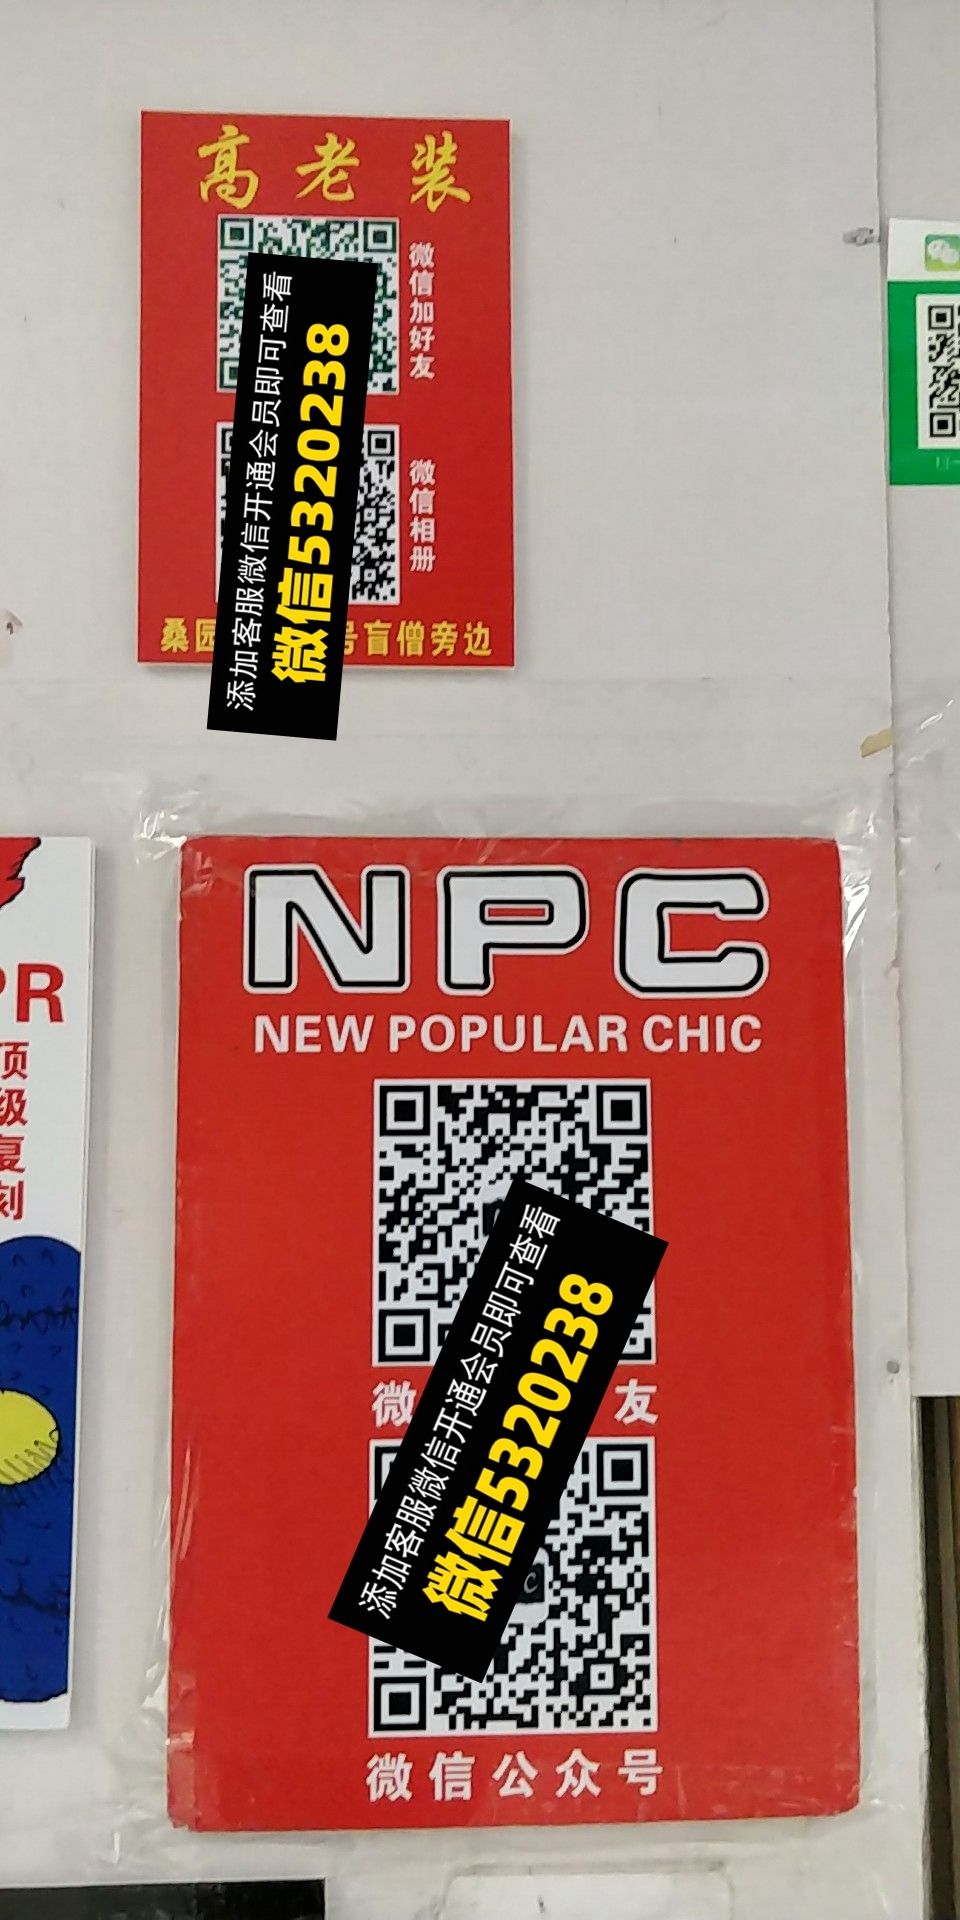 高老装
微信加好友
微信相册
添加客服微信开通会员即可查看
微信5320238
桑园
号盲僧旁边
PR
顶级复刻
NPC
NEW POPULAR CHIC
添加客服微信开通会员即可查看
微信5320238
微
友
微信公众号